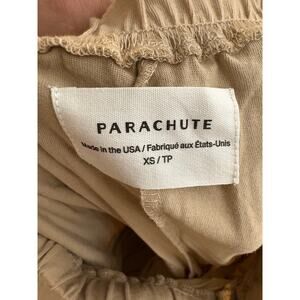 PARACHUTE
Made in the USA / Fabriqué aux États-Unis
XS / TP